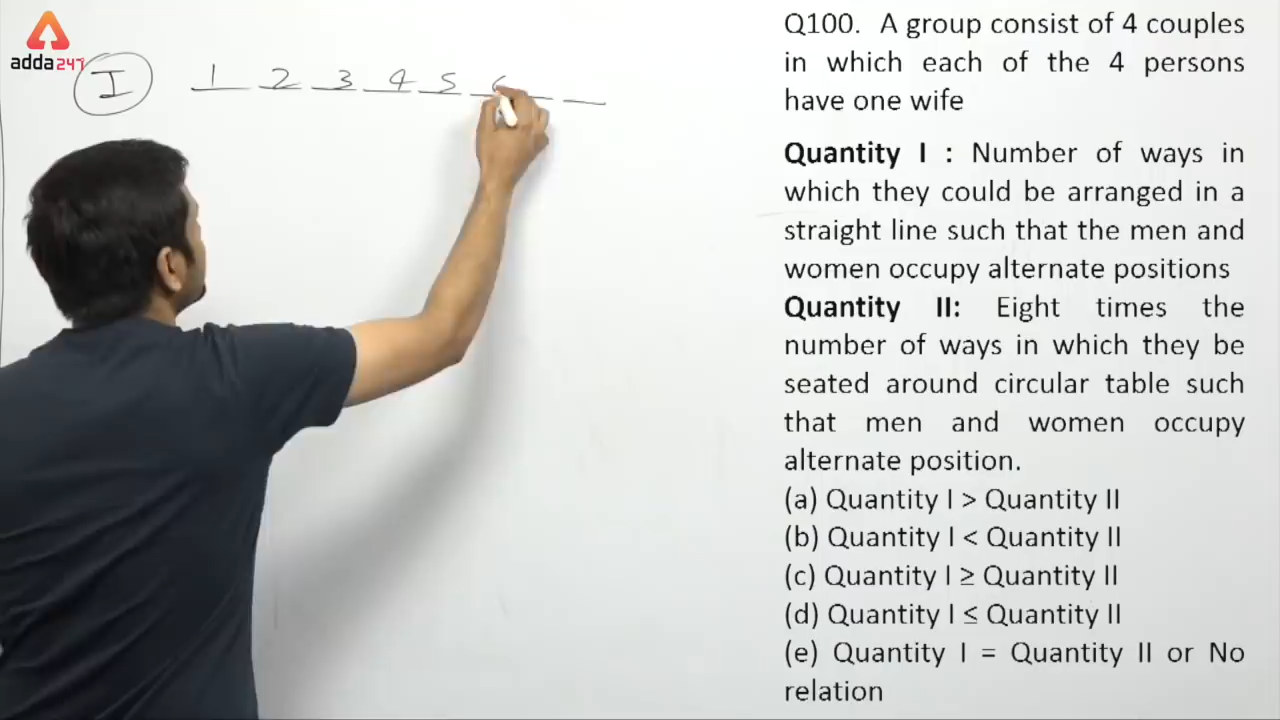 adda247
I 1 2 3 4 5 6
Q100. A group consist of 4 couples
in which each of the 4 persons
have one wife
Quantity I : Number of ways in
which they could be arranged in a
straight line such that the men and
women occupy alternate positions
Quantity II: Eight times the
number of ways in which they be
seated around circular table such
that men and women occupy
alternate position.
(a) Quantity I > Quantity II
(b) Quantity I < Quantity II
(c) Quantity I ≥ Quantity II
(d) Quantity I ≤ Quantity II
(e) Quantity I = Quantity II or No
relation